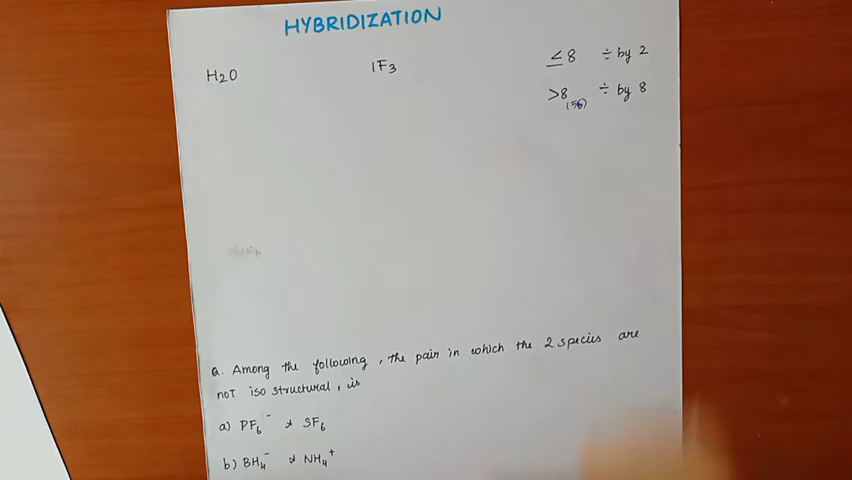 HYBRIDIZATION
H2O IF3 ≤8 ÷ by 2
>8 (56) ÷ by 8
Q. Among the following, the pair in which the 2 species are
not iso structural, is
a) PF6⁻ & SF6
b) BH4⁻ & NH4⁺